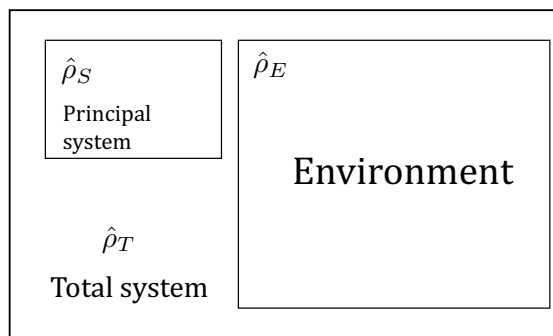 ρ̂_S
Principal
system
ρ̂_E
Environment
ρ̂_T
Total system